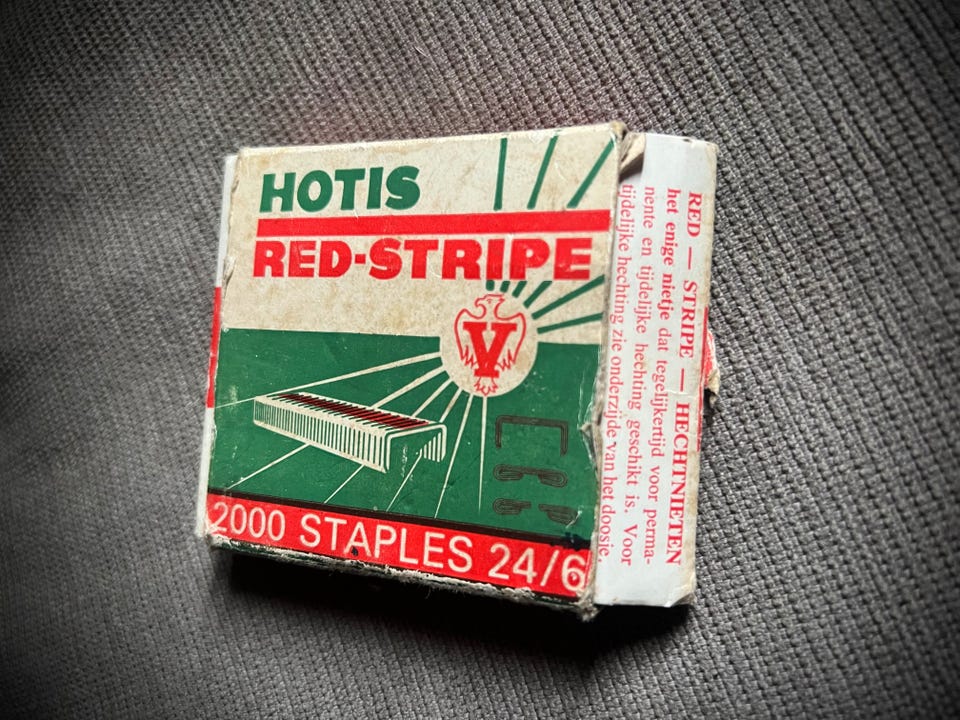 HOTIS
RED-STRIPE
V
2000 STAPLES 24/6
RED — STRIPE — HECHTNIETEN
het enige nietje dat tegelijkertijd voor perma-
nente en tijdelijke hechting geschikt is. Voor
tijdelijke hechting zie onderzijde van het doosje.